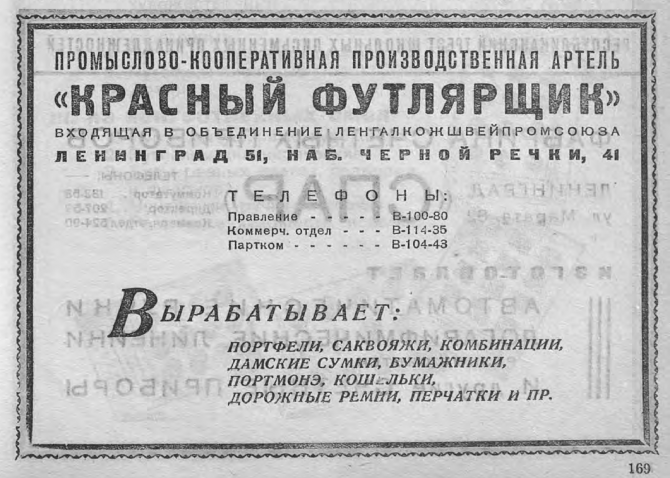 ПРОМЫСЛОВО-КООПЕРАТИВНАЯ ПРОИЗВОДСТВЕННАЯ АРТЕЛЬ
«КРАСНЫЙ ФУТЛЯРЩИК»
ВХОДЯЩАЯ В ОБЪЕДИНЕНИЕ ЛЕНГАЛКОЖШВЕЙПРОМСОЮЗА
ЛЕНИНГРАД 51, НАБ. ЧЕРНОЙ РЕЧКИ, 41
ТЕЛЕФОНЫ:
Правление - - - - В-100-80
Коммерч. отдел - - - В-114-35
Партком - - - - - - В-104-43
ВЫРАБАТЫВАЕТ:
ПОРТФЕЛИ, САКВОЯЖИ, КОМБИНАЦИИ,
ДАМСКИЕ СУМКИ, БУМАЖНИКИ,
ПОРТМОНЭ, КОШЕЛЬКИ,
ДОРОЖНЫЕ РЕМНИ, ПЕРЧАТКИ И ПР.
169